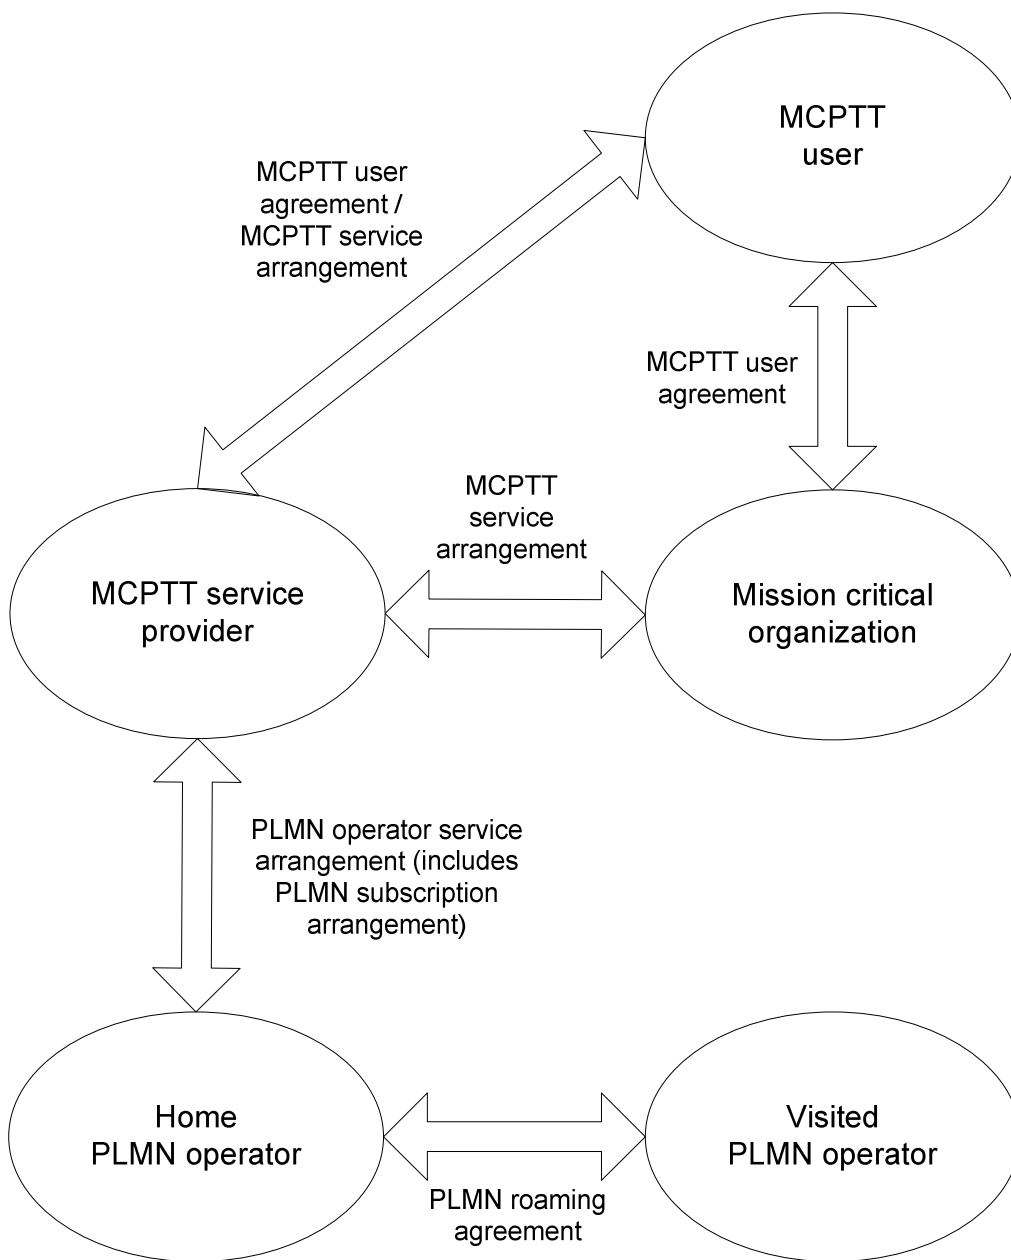 MCPTT
user
MCPTT user
agreement /
MCPTT service
arrangement
MCPTT user
agreement
MCPTT
service
arrangement
MCPTT service
provider
Mission critical
organization
PLMN operator service
arrangement (includes
PLMN subscription
arrangement)
Home
PLMN operator
Visited
PLMN operator
PLMN roaming
agreement